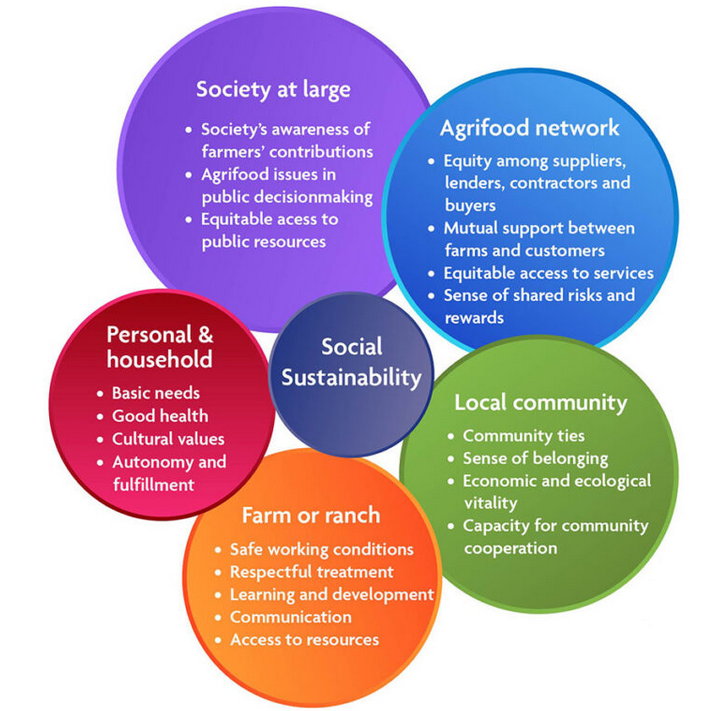 Society at large
• Society's awareness of
farmers' contributions
• Agrifood issues in
public decisionmaking
• Equitable acess to
public resources
Agrifood network
• Equity among suppliers,
lenders, contractors and
buyers
• Mutual support between
farms and customers
• Equitable access to services
• Sense of shared risks and
rewards
Personal &
household
• Basic needs
• Good health
• Cultural values
• Autonomy and
fulfillment
Social
Sustainability
Local community
• Community ties
• Sense of belonging
• Economic and ecological
vitality
• Capacity for community
cooperation
Farm or ranch
• Safe working conditions
• Respectful treatment
• Learning and development
• Communication
• Access to resources